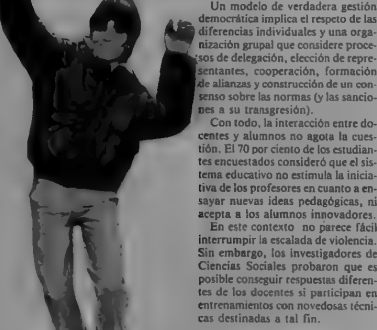 Un modelo de verdadera gestión
democrática implica el respeto de las
diferencias individuales y una orga-
nización grupal que considere proce-
sos de delegación, elección de repre-
sentantes, cooperación, formación
de alianzas y construcción de un con-
senso sobre las normas (y las sancio-
nes a su transgresión).
Con todo, la interacción entre do-
centes y alumnos no agota la cues-
tión. El 70 por ciento de los estudian-
tes encuestados consideró que el sis-
tema educativo no estimula la inicia-
tiva de los profesores en cuanto a en-
sayar nuevas ideas pedagógicas, ni
acepta a los alumnos innovadores.
En este contexto no parece fácil
interrumpir la escalada de violencia.
Sin embargo, los investigadores de
Ciencias Sociales probaron que es
posible conseguir respuestas diferen-
tes de los docentes si participan en
entrenamientos con novedosas técni-
cas destinadas a tal fin.